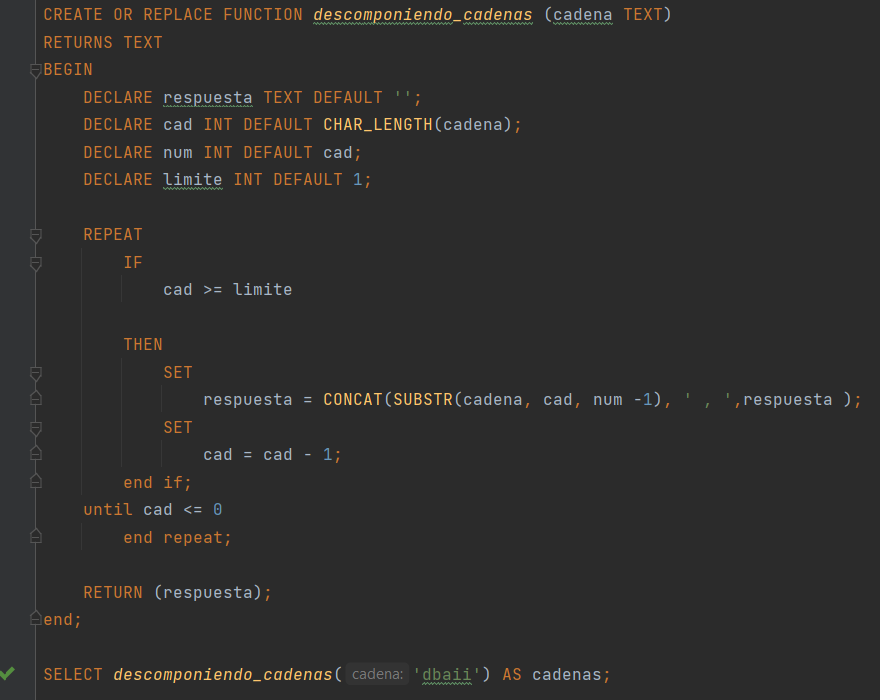 CREATE OR REPLACE FUNCTION descomponiendo_cadenas (cadena TEXT)
RETURNS TEXT
BEGIN
    DECLARE respuesta TEXT DEFAULT '';
    DECLARE cad INT DEFAULT CHAR_LENGTH(cadena);
    DECLARE num INT DEFAULT cad;
    DECLARE limite INT DEFAULT 1;

    REPEAT
        IF
            cad >= limite

        THEN
            SET
                respuesta = CONCAT(SUBSTR(cadena, cad, num -1), ' , ',respuesta );
            SET
                cad = cad - 1;
        end if;
    until cad <= 0
        end repeat;

    RETURN (respuesta);
end;

SELECT descomponiendo_cadenas( cadena: 'dbaii') AS cadenas;